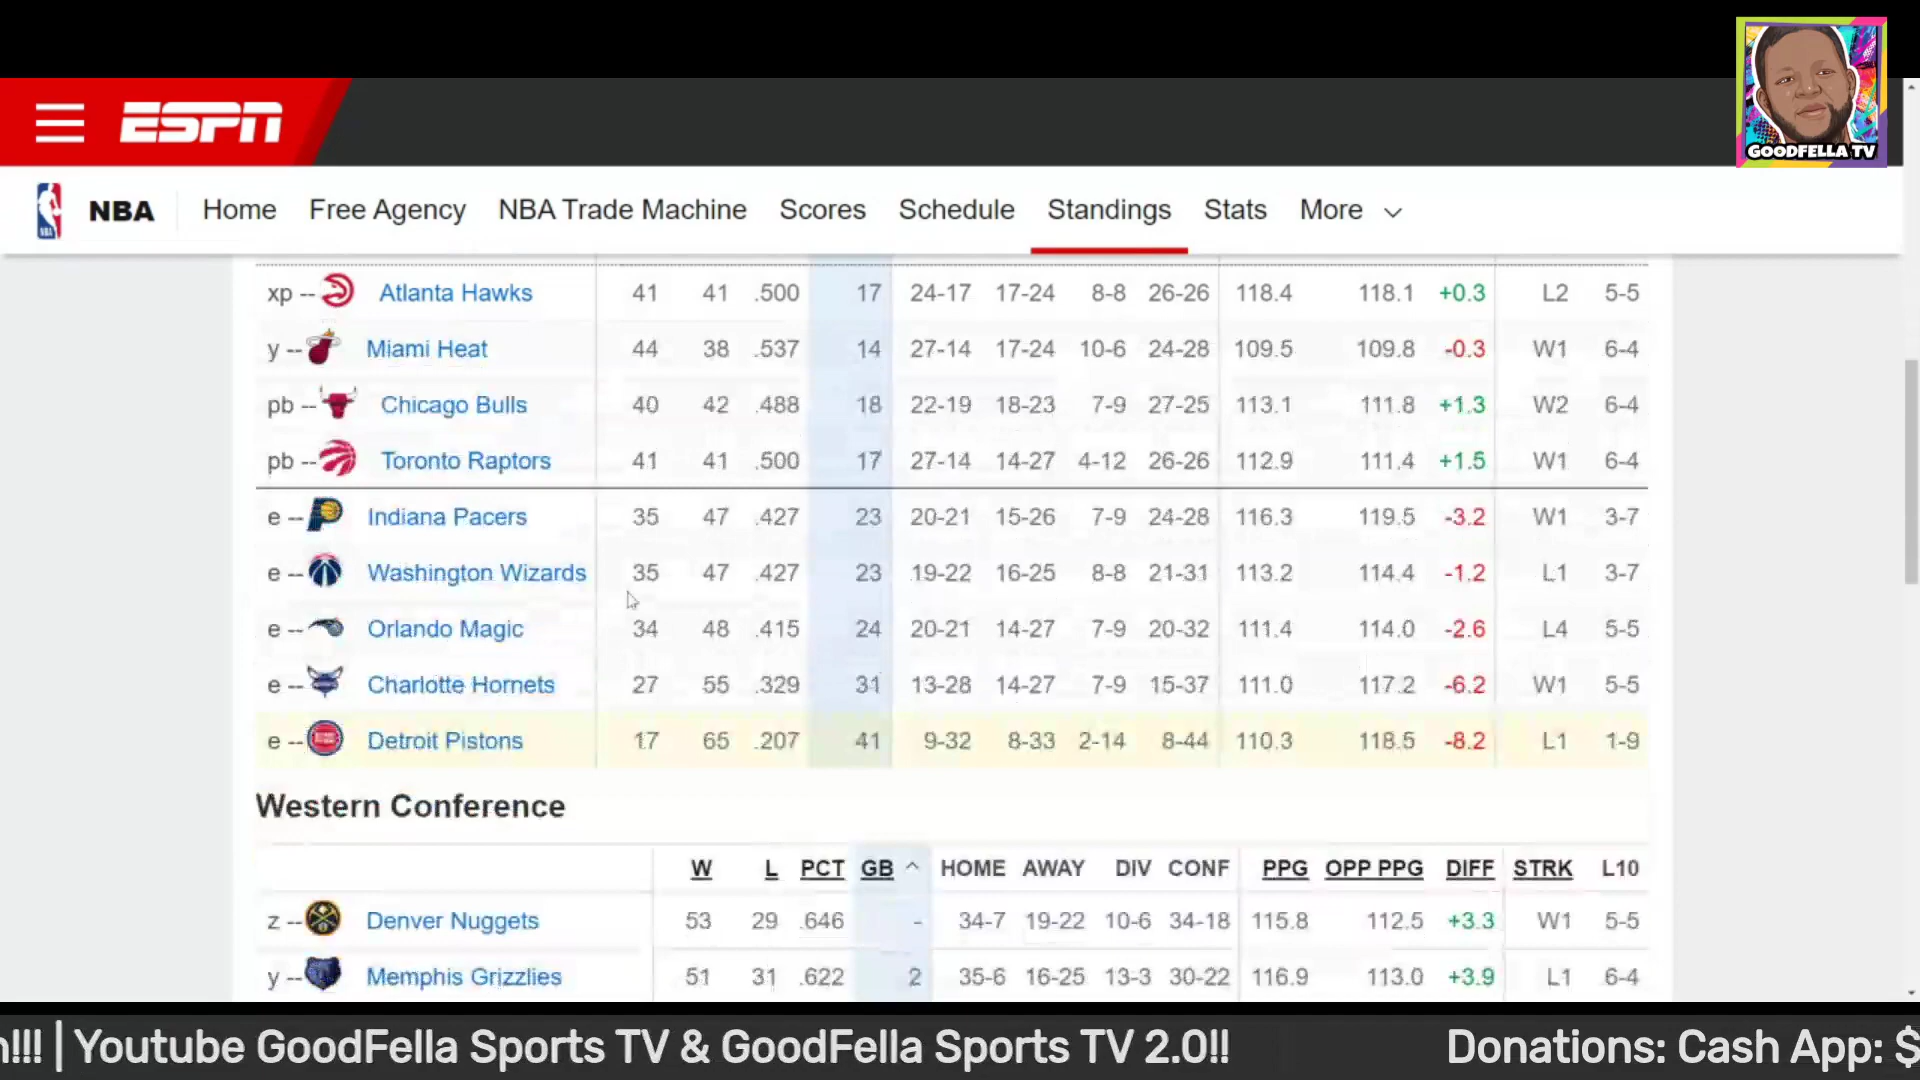 GOODFELLA TV
ESPN
NBA Home Free Agency NBA Trade Machine Scores Schedule Standings Stats More
xp -- Atlanta Hawks 41 41 .500 17 24-17 17-24 8-8 26-26 118.4 118.1 +0.3 L2 5-5
y -- Miami Heat 44 38 .537 14 27-14 17-24 10-6 24-28 109.5 109.8 -0.3 W1 6-4
pb -- Chicago Bulls 40 42 .488 18 22-19 18-23 7-9 27-25 113.1 111.8 +1.3 W2 6-4
pb -- Toronto Raptors 41 41 .500 17 27-14 14-27 4-12 26-26 112.9 111.4 +1.5 W1 6-4
e -- Indiana Pacers 35 47 .427 23 20-21 15-26 7-9 24-28 116.3 119.5 -3.2 W1 3-7
e -- Washington Wizards 35 47 .427 23 19-22 16-25 8-8 21-31 113.2 114.4 -1.2 L1 3-7
e -- Orlando Magic 34 48 .415 24 20-21 14-27 7-9 20-32 111.4 114.0 -2.6 L4 5-5
e -- Charlotte Hornets 27 55 .329 31 13-28 14-27 7-9 15-37 111.0 117.2 -6.2 W1 5-5
e -- Detroit Pistons 17 65 .207 41 9-32 8-33 2-14 8-44 110.3 118.5 -8.2 L1 1-9
Western Conference
W L PCT GB HOME AWAY DIV CONF PPG OPP PPG DIFF STRK L10
z -- Denver Nuggets 53 29 .646 - 34-7 19-22 10-6 34-18 115.8 112.5 +3.3 W1 5-5
y -- Memphis Grizzlies 51 31 .622 2 35-6 16-25 13-3 30-22 116.9 113.0 +3.9 L1 6-4
n!!! | Youtube GoodFella Sports TV & GoodFella Sports TV 2.0!! Donations: Cash App: $